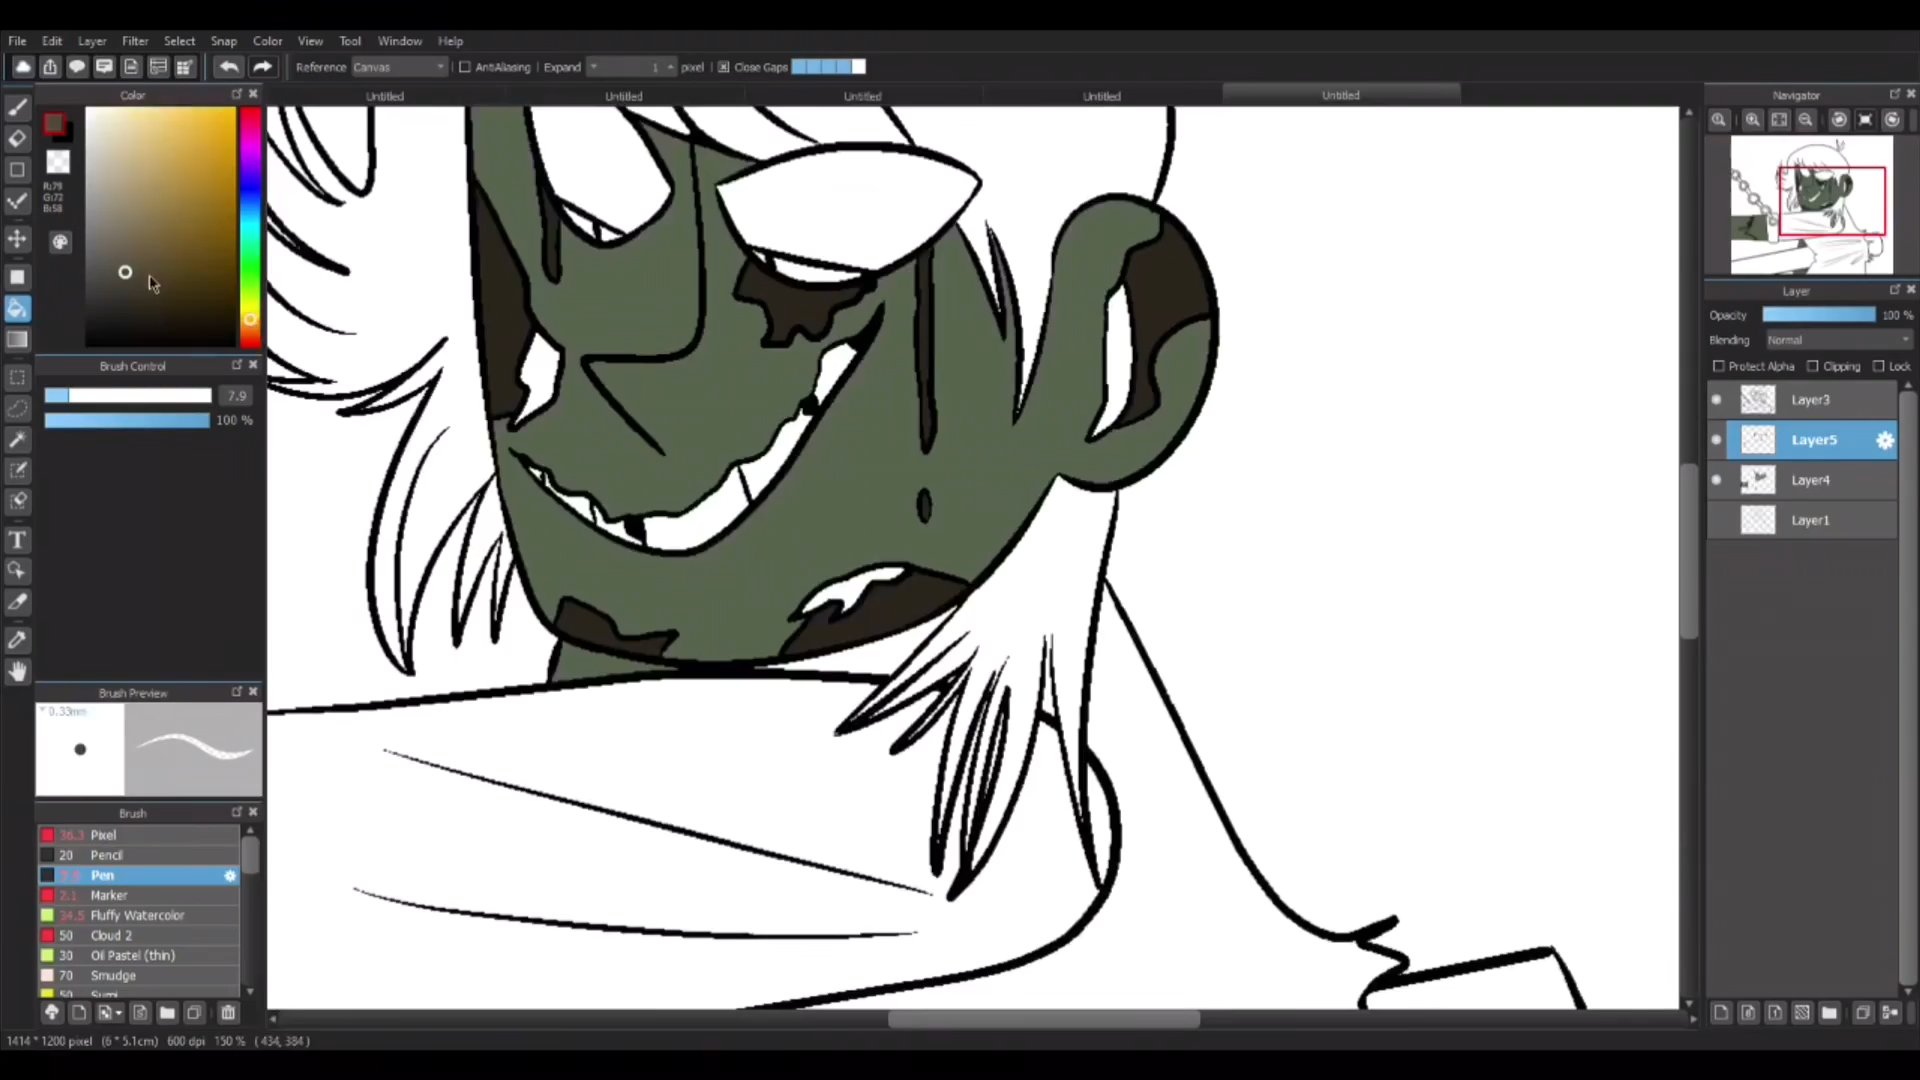 File Edit Layer Filter Select Snap Color View Tool Window Help
Reference Canvas AntiAliasing Expand 1 pixel Close Gaps
Color
Untitled Untitled Untitled Untitled Untitled
Navigator
R:79
G:72
B:58
Layer
Opacity 100 %
Blending Normal
Protect Alpha Clipping Lock
Layer3
Layer5
Layer4
Layer1
Brush Control
7.9
100 %
Brush Preview
0.33mm
Brush
36.3 Pixel
20 Pencil
7.9 Pen
2.1 Marker
34.5 Fluffy Watercolor
50 Cloud 2
30 Oil Pastel (thin)
70 Smudge
50 Sumi
1414 * 1200 pixel (6 * 5.1cm) 600 dpi 150 % ( 434, 384 )